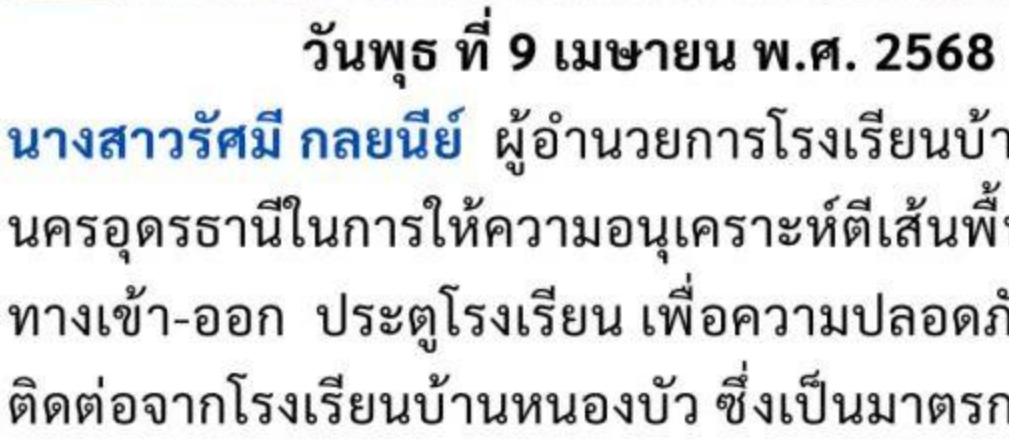 วันพุธ ที่ 9 เมษายน พ.ศ. 2568
นางสาวรัศมี กลยนีย์ ผู้อำนวยการโรงเรียนบ้า
นครอุดรธานีในการให้ความอนุเคราะห์ตีเส้นพื้น
ทางเข้า-ออก ประตูโรงเรียน เพื่อความปลอดภั
ติดต่อจากโรงเรียนบ้านหนองบัว ซึ่งเป็นมาตรก